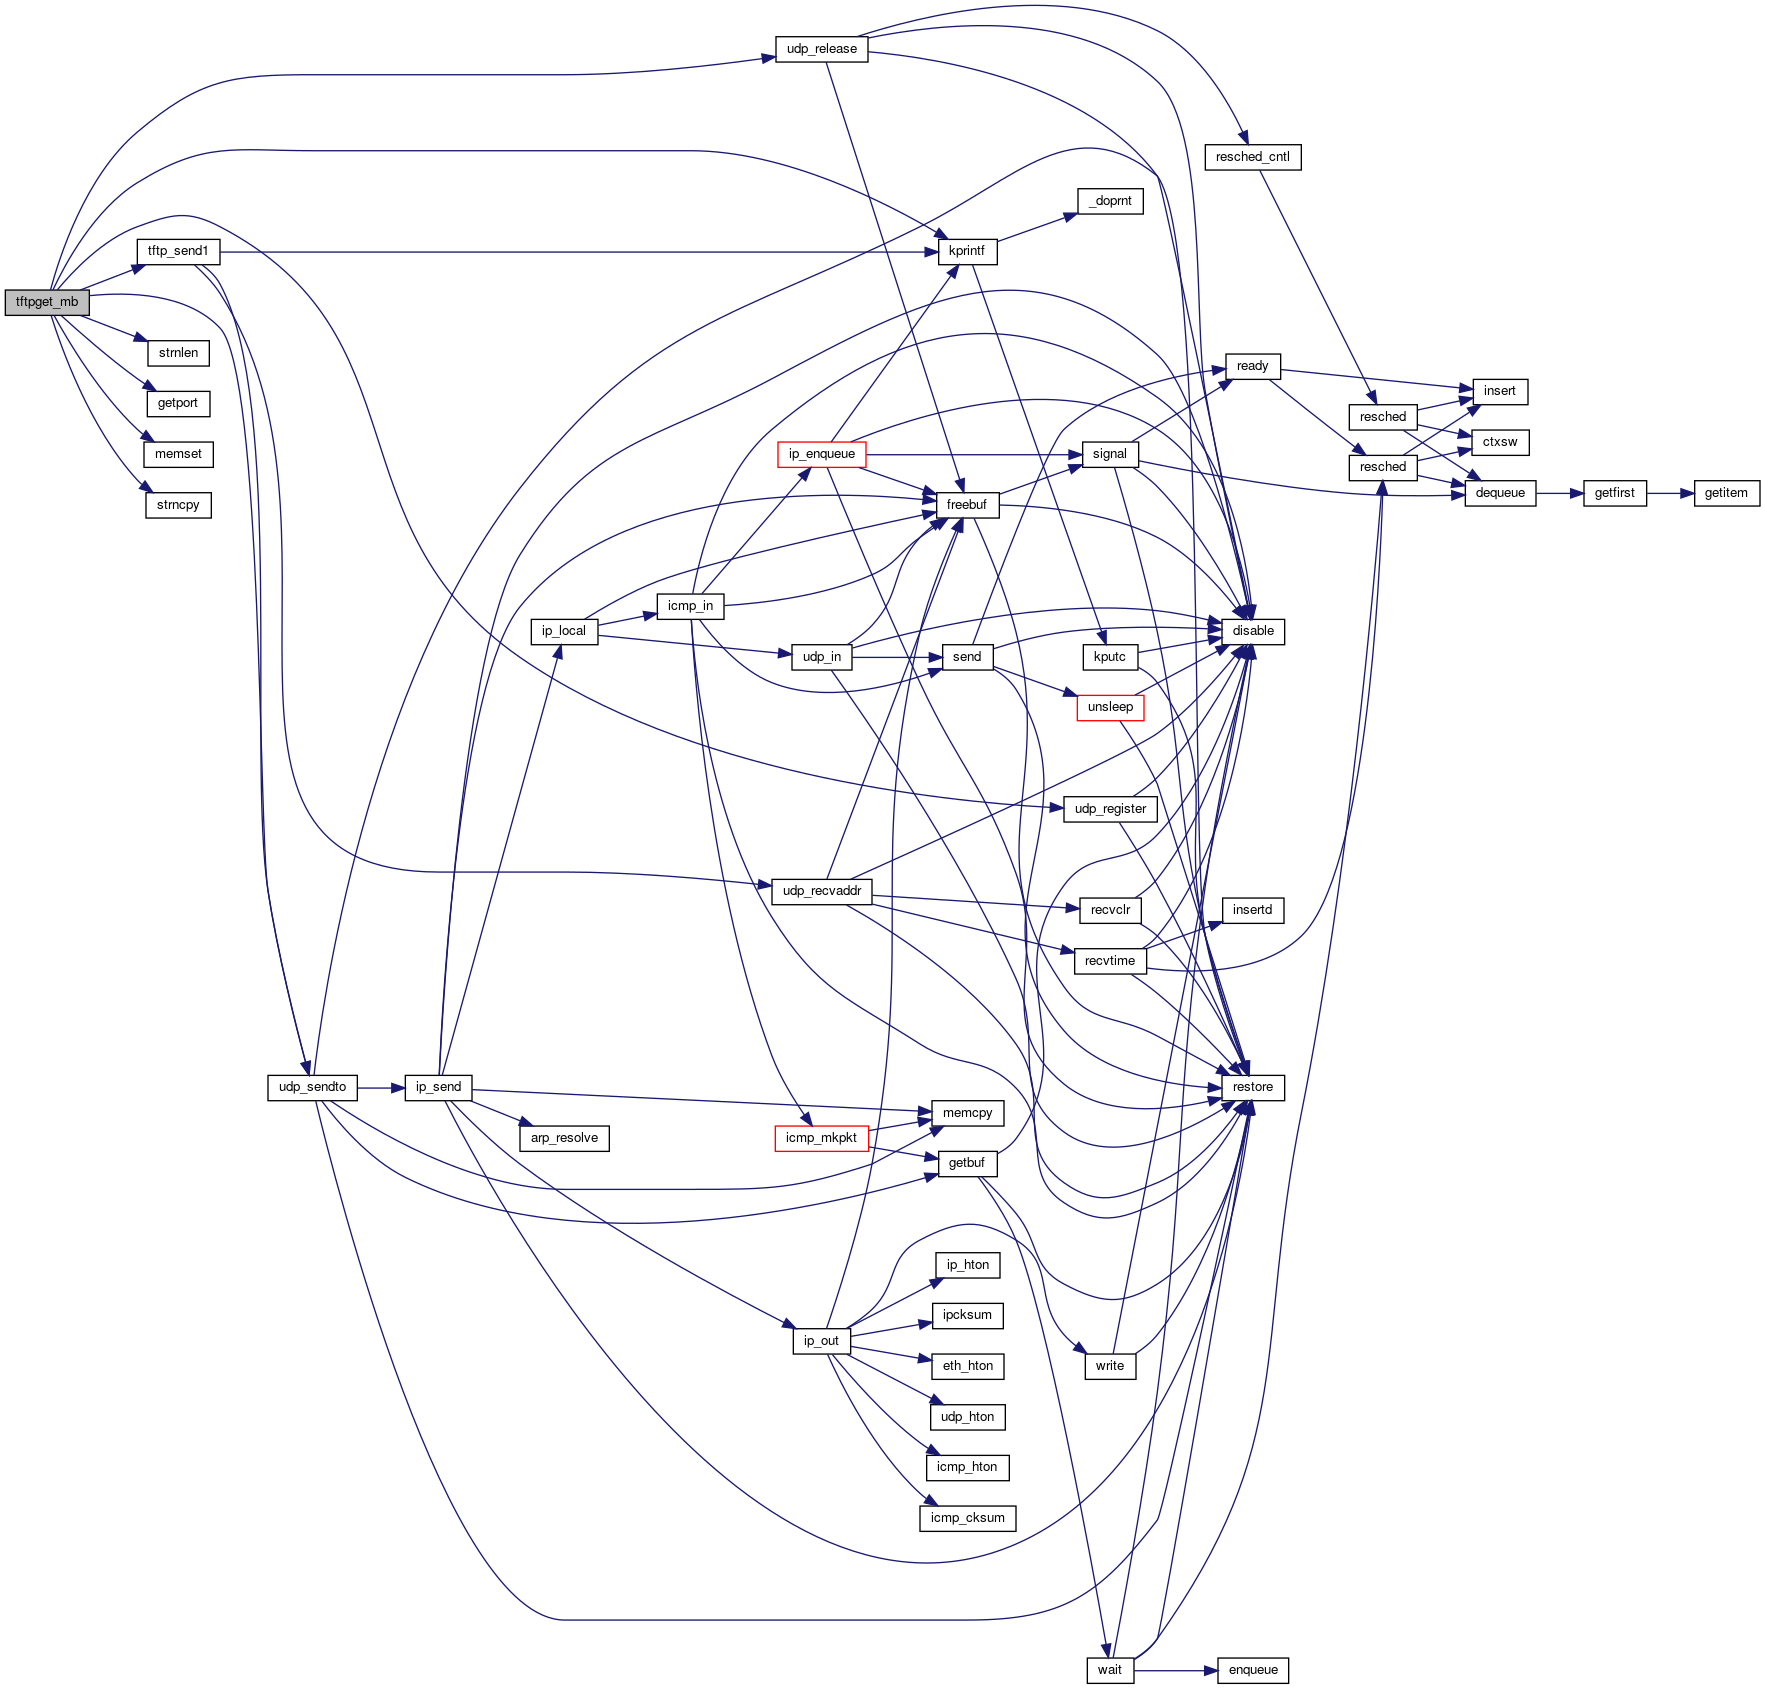 udp_release
resched_cntl
_doprnt
tftp_send1
kprintf
tftpget_mb
strnlen
ready
insert
getport
resched
ctxsw
memset
ip_enqueue
signal
resched
strncpy
freebuf
dequeue
getfirst
getitem
icmp_in
ip_local
disable
udp_in
send
kputc
unsleep
udp_register
udp_recvaddr
recvclr
insertd
recvtime
udp_sendto
ip_send
restore
memcpy
arp_resolve
icmp_mkpkt
getbuf
ip_hton
ipcksum
ip_out
eth_hton
write
udp_hton
icmp_hton
icmp_cksum
wait
enqueue